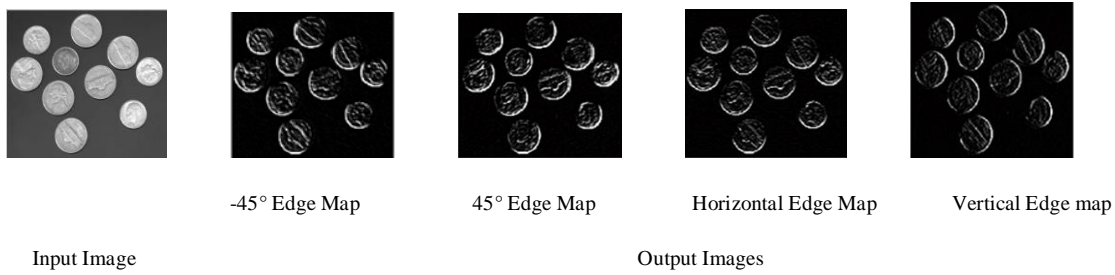 -45° Edge Map 45° Edge Map Horizontal Edge Map Vertical Edge map
Input Image Output Images